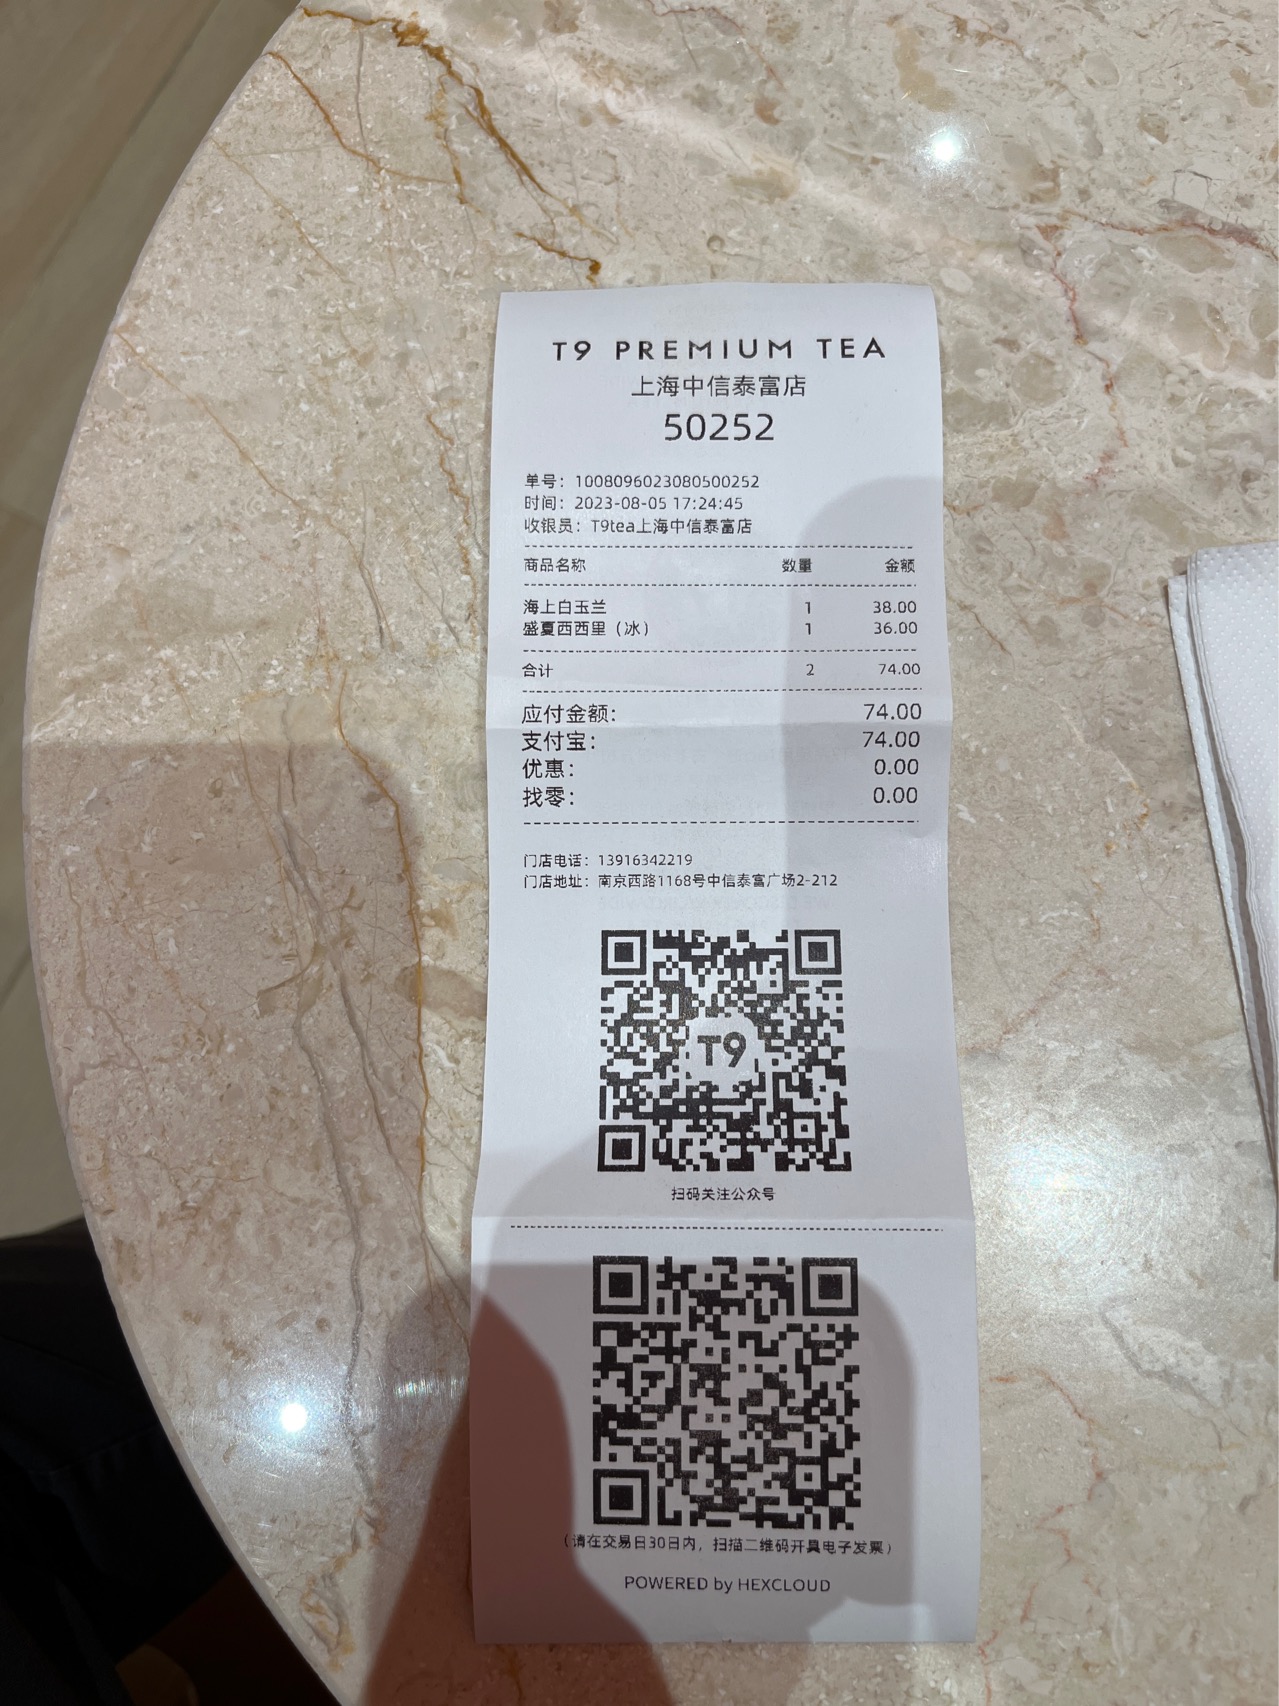 T9 PREMIUM TEA
上海中信泰富店
50252
单号：1008096023080500252
时间：2023-08-05 17:24:45
收银员：T9tea上海中信泰富店
商品名称 数量 金额
海上白玉兰 1 38.00
盛夏西西里（冰） 1 36.00
合计 2 74.00
应付金额： 74.00
支付宝： 74.00
优惠： 0.00
找零： 0.00
门店电话：13916342219
门店地址：南京西路1168号中信泰富广场2-212
T9
扫码关注公众号
（请在交易日30日内，扫描二维码开具电子发票）
POWERED by HEXCLOUD